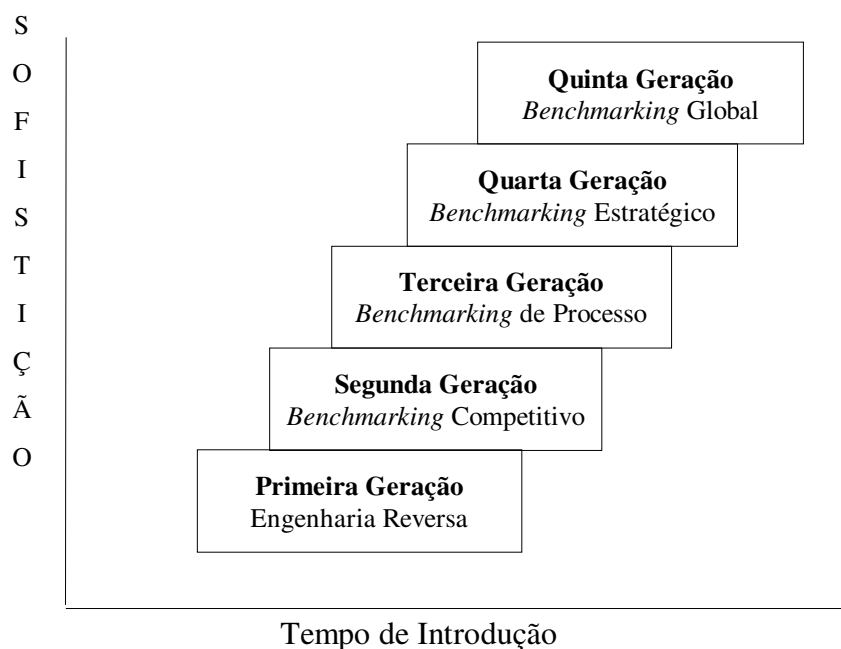 SOFISTIÇÃO
Quinta Geração
Benchmarking Global
Quarta Geração
Benchmarking Estratégico
Terceira Geração
Benchmarking de Processo
Segunda Geração
Benchmarking Competitivo
Primeira Geração
Engenharia Reversa
Tempo de Introdução